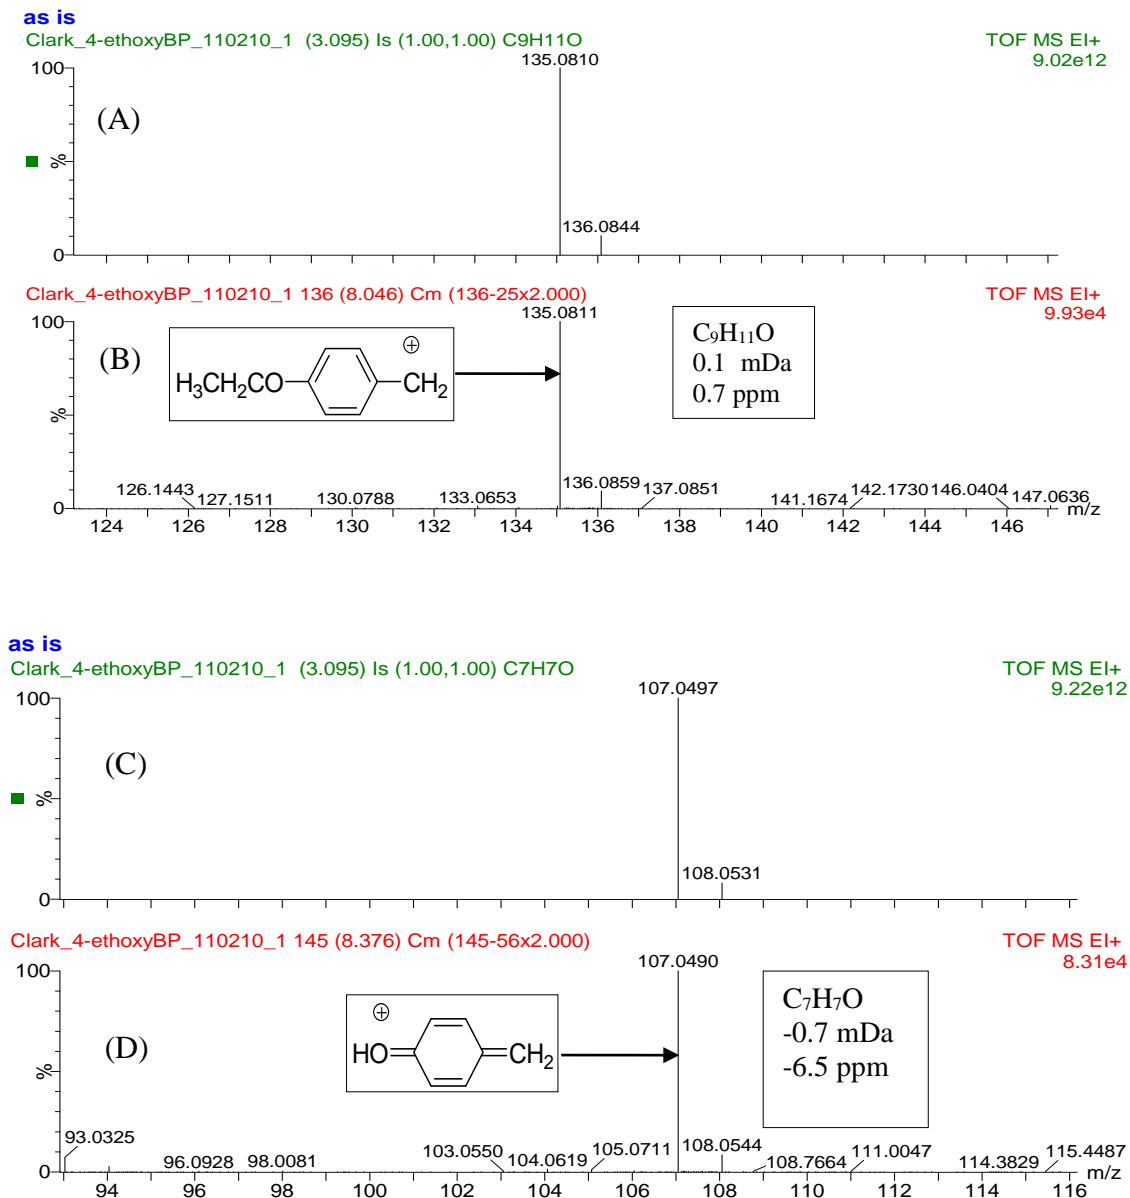 as is
Clark_4-ethoxyBP_110210_1 (3.095) Is (1.00,1.00) C9H11O
TOF MS EI+
9.02e12
100
%
0
(A)
135.0810
136.0844
Clark_4-ethoxyBP_110210_1 136 (8.046) Cm (136-25x2.000)
TOF MS EI+
9.93e4
100
%
0
(B)
135.0811
H₃CH₂CO
⊕
CH₂
C₉H₁₁O
0.1 mDa
0.7 ppm
126.1443
127.1511
130.0788
133.0653
136.0859
137.0851
141.1674
142.1730
146.0404
147.0636
m/z
124 126 128 130 132 134 136 138 140 142 144 146
as is
Clark_4-ethoxyBP_110210_1 (3.095) Is (1.00,1.00) C7H7O
TOF MS EI+
9.22e12
100
%
0
(C)
107.0497
108.0531
Clark_4-ethoxyBP_110210_1 145 (8.376) Cm (145-56x2.000)
TOF MS EI+
8.31e4
100
%
0
(D)
107.0490
⊕
HO
CH₂
C₇H₇O
-0.7 mDa
-6.5 ppm
93.0325
96.0928
98.0081
103.0550
104.0619
105.0711
108.0544
108.7664
111.0047
114.3829
115.4487
m/z
94 96 98 100 102 104 106 108 110 112 114 116